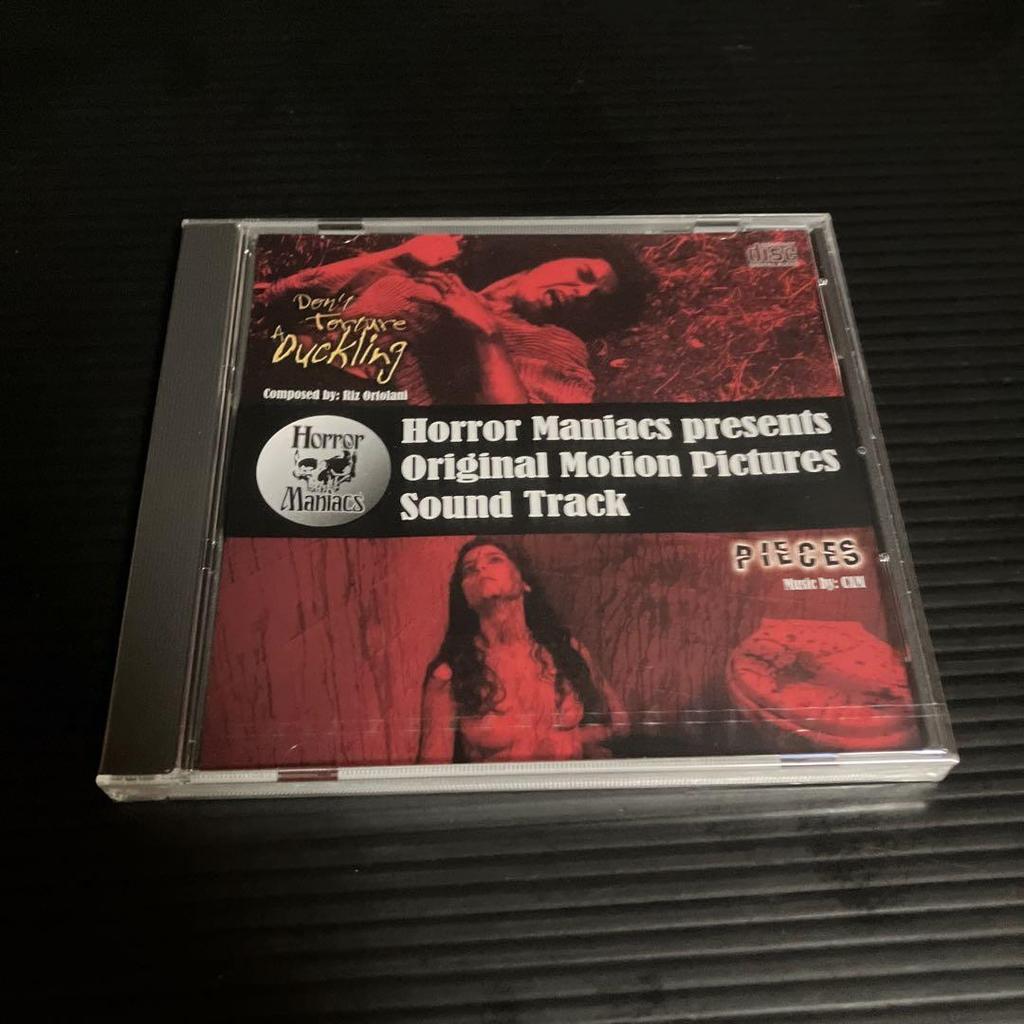 disc
Don't
Torture
A Duckling
Composed by: Riz Ortolani
Horror
Maniacs
Horror Maniacs presents
Original Motion Pictures
Sound Track
PIECES
Music by: CAM